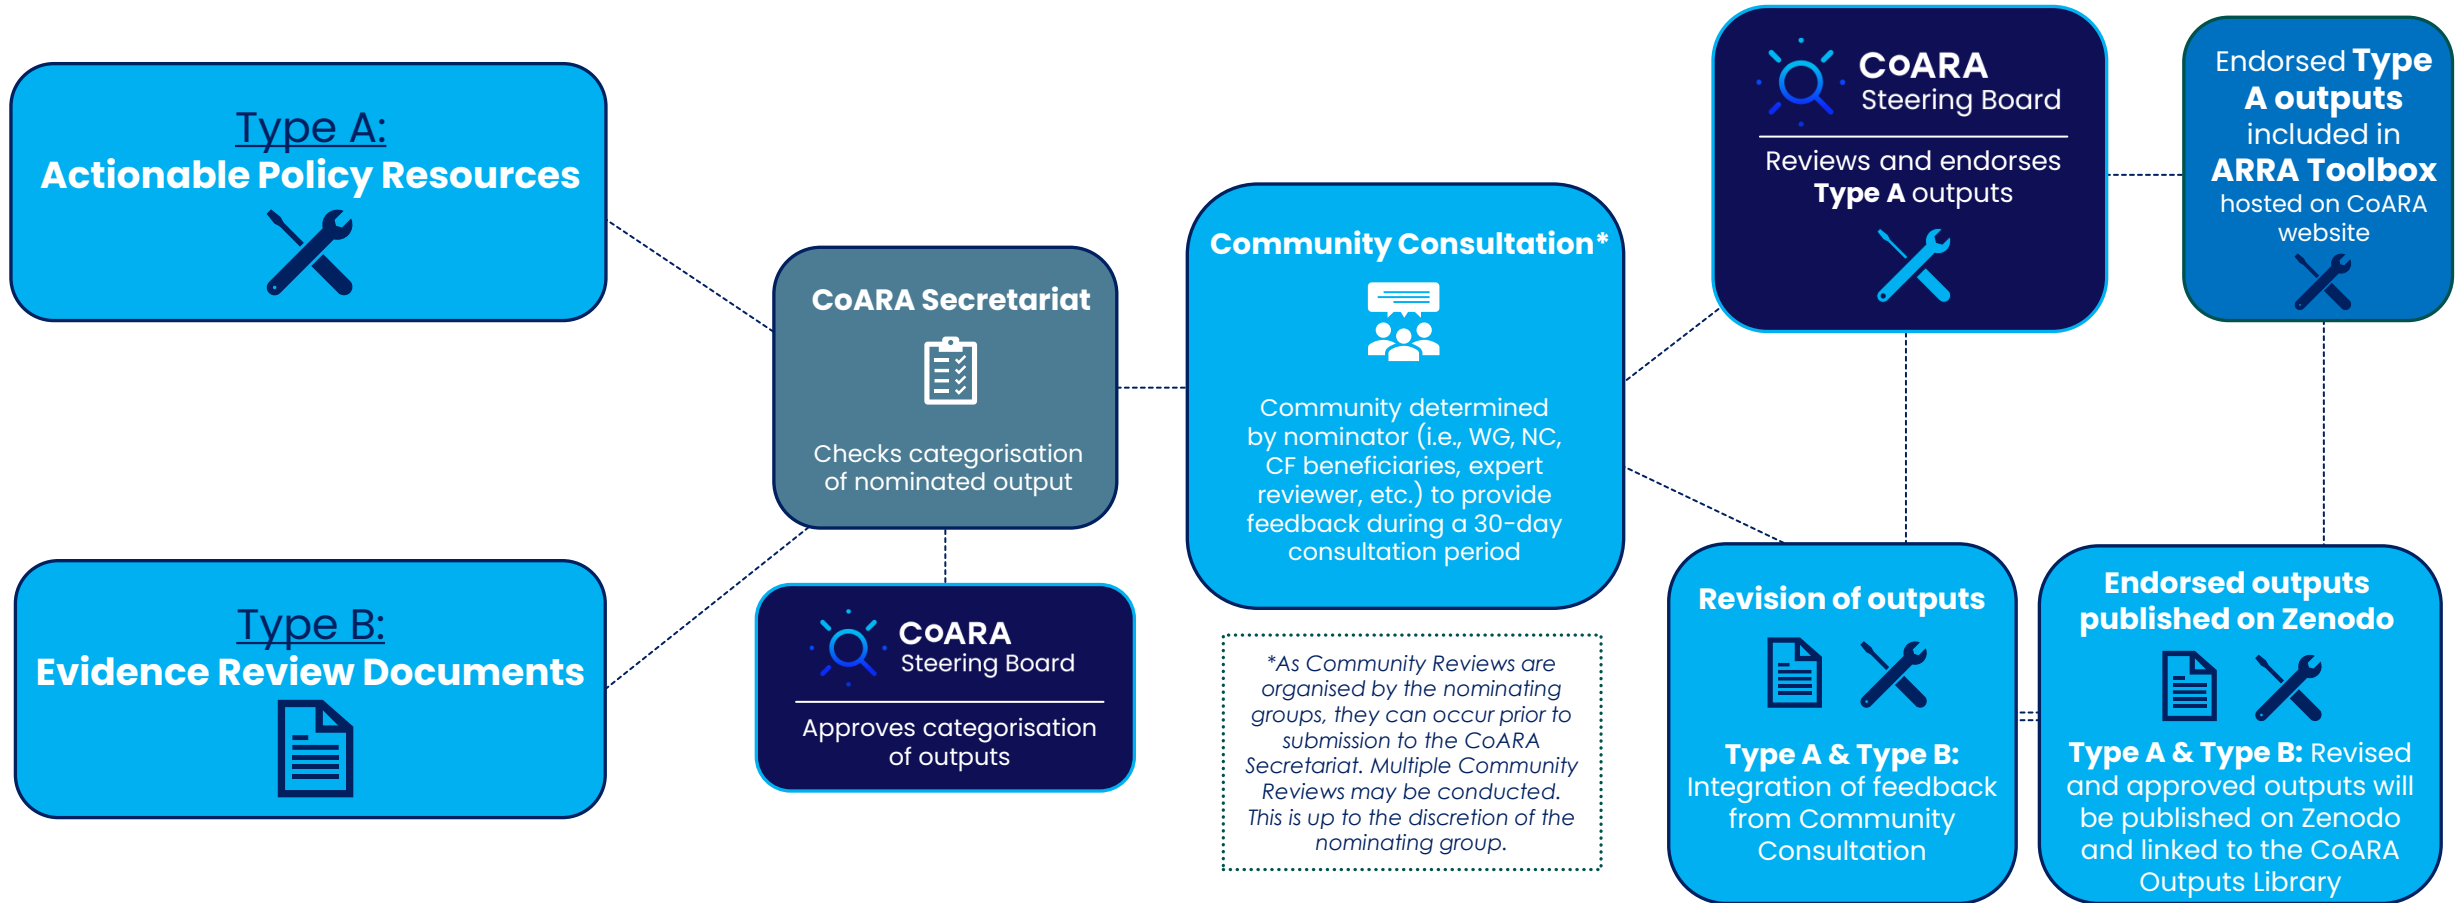 Type A:
Actionable Policy Resources
Type B:
Evidence Review Documents
CoARA Secretariat
Checks categorisation
of nominated output
CoARA
Steering Board
Approves categorisation
of outputs
Community Consultation*
Community determined
by nominator (i.e., WG, NC,
CF beneficiaries, expert
reviewer, etc.) to provide
feedback during a 30-day
consultation period
*As Community Reviews are
organised by the nominating
groups, they can occur prior to
submission to the CoARA
Secretariat. Multiple Community
Reviews may be conducted.
This is up to the discretion of the
nominating group.
CoARA
Steering Board
Reviews and endorses
Type A outputs
Endorsed Type
A outputs
included in
ARRA Toolbox
hosted on CoARA
website
Revision of outputs
Type A & Type B:
Integration of feedback
from Community
Consultation
Endorsed outputs
published on Zenodo
Type A & Type B: Revised
and approved outputs will
be published on Zenodo
and linked to the CoARA
Outputs Library